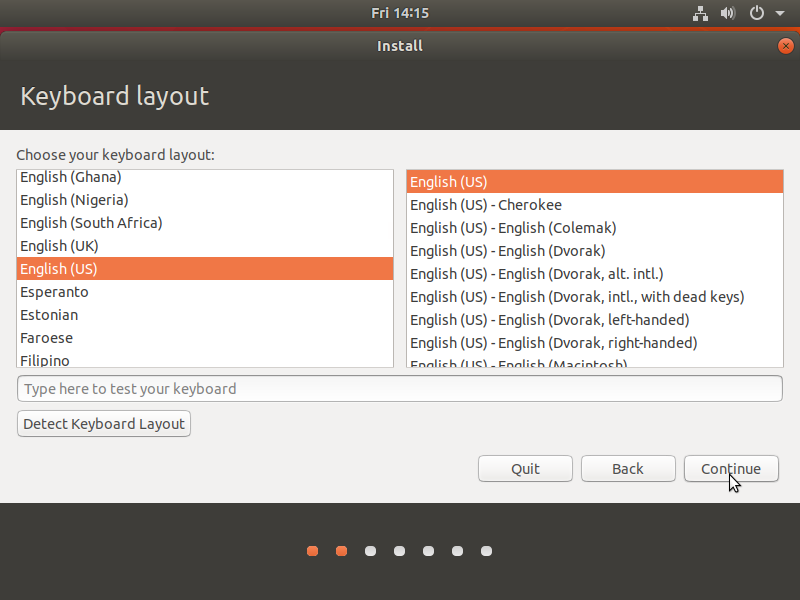 Fri 14:15
Install
Keyboard layout
Choose your keyboard layout:
English (Ghana)
English (Nigeria)
English (South Africa)
English (UK)
English (US)
Esperanto
Estonian
Faroese
Filipino
English (US)
English (US) - Cherokee
English (US) - English (Colemak)
English (US) - English (Dvorak)
English (US) - English (Dvorak, alt. intl.)
English (US) - English (Dvorak, intl., with dead keys)
English (US) - English (Dvorak, left-handed)
English (US) - English (Dvorak, right-handed)
English (US) - English (Macintosh)
Type here to test your keyboard
Detect Keyboard Layout
Quit Back Continue